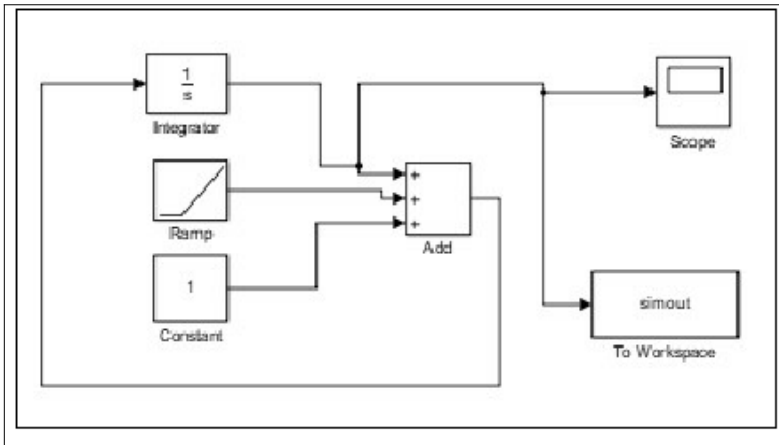 1
s
Integrator
Scope
+
+
+
Ramp
Add
1
Constant
simout
To Workspace